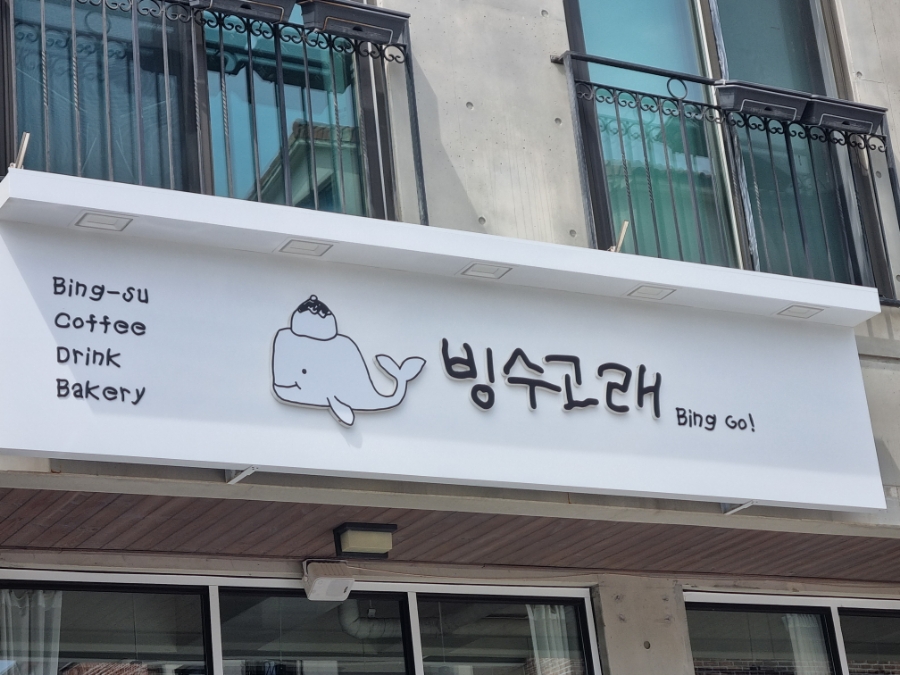 Bing-su
Coffee
Drink
Bakery
빙수고래
Bing Go!